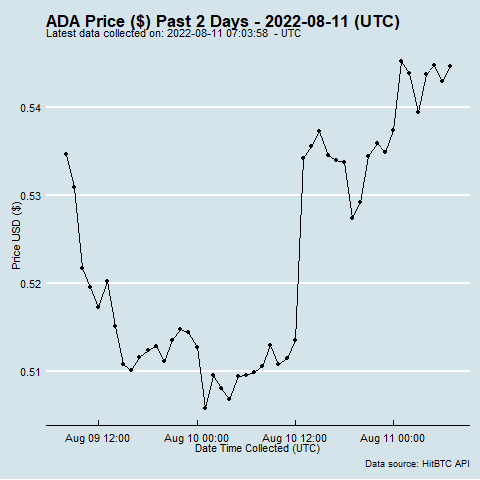 ADA Price ($) Past 2 Days - 2022-08-11 (UTC)
Latest data collected on: 2022-08-11 07:03:58 - UTC
0.54
0.53
0.52
0.51
Price USD ($)
Aug 09 12:00 Aug 10 00:00 Aug 10 12:00 Aug 11 00:00
Date Time Collected (UTC)
Data source: HitBTC API